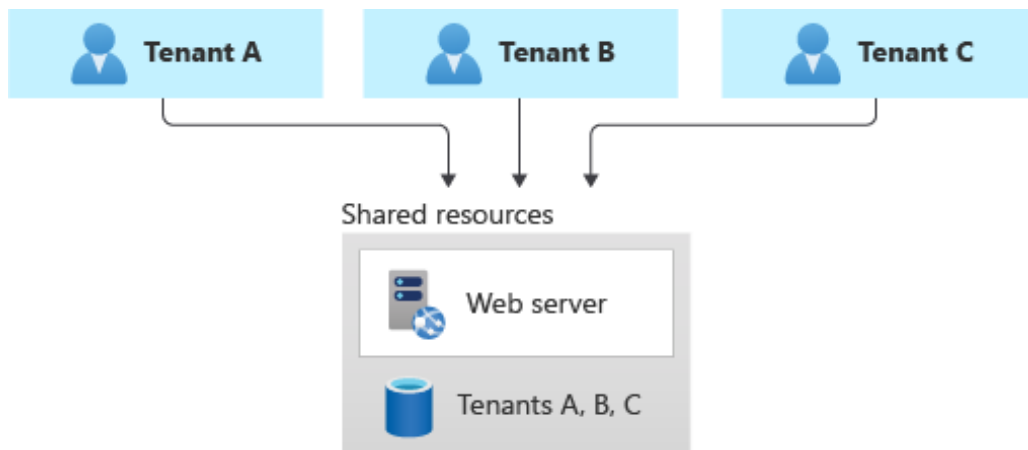 Tenant A
Tenant B
Tenant C
Shared resources
Web server
Tenants A, B, C